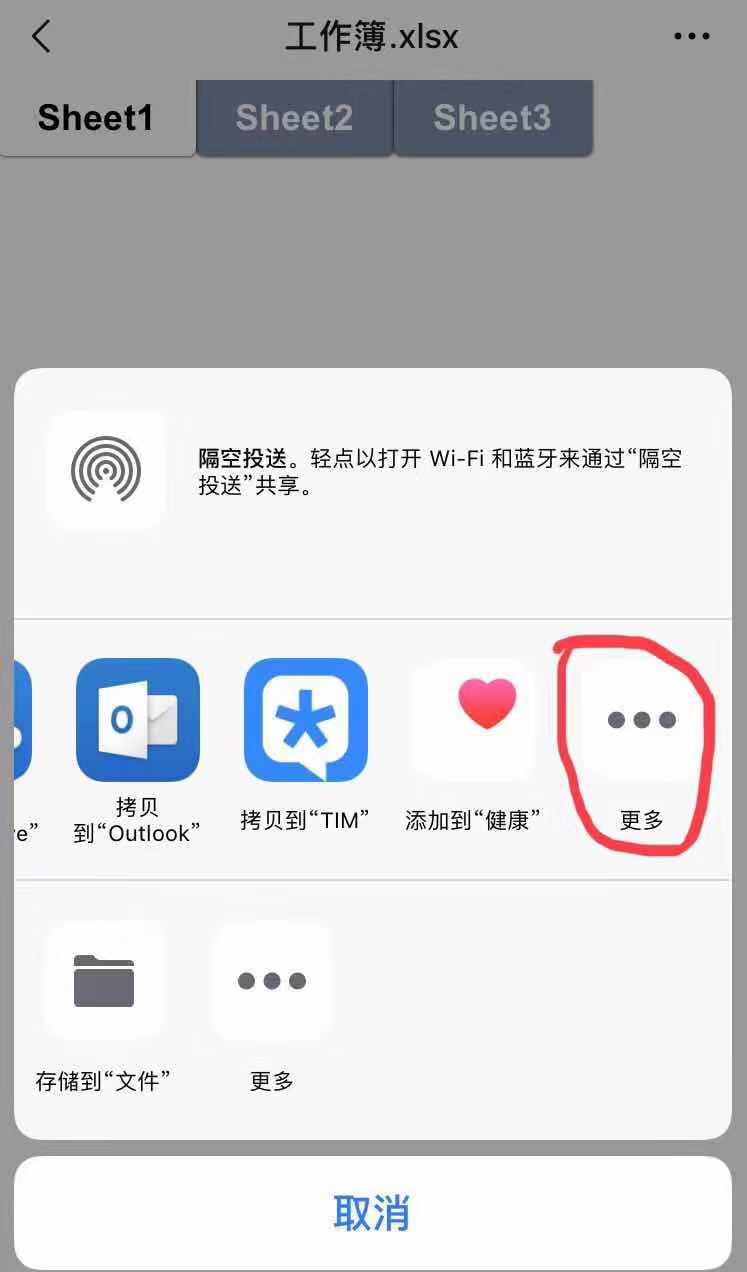 工作簿.xlsx
Sheet1 Sheet2 Sheet3
隔空投送。轻点以打开 Wi-Fi 和蓝牙来通过“隔空
投送”共享。
拷贝
到“Outlook”
拷贝到“TIM”
添加到“健康”
更多
存储到“文件”
更多
取消